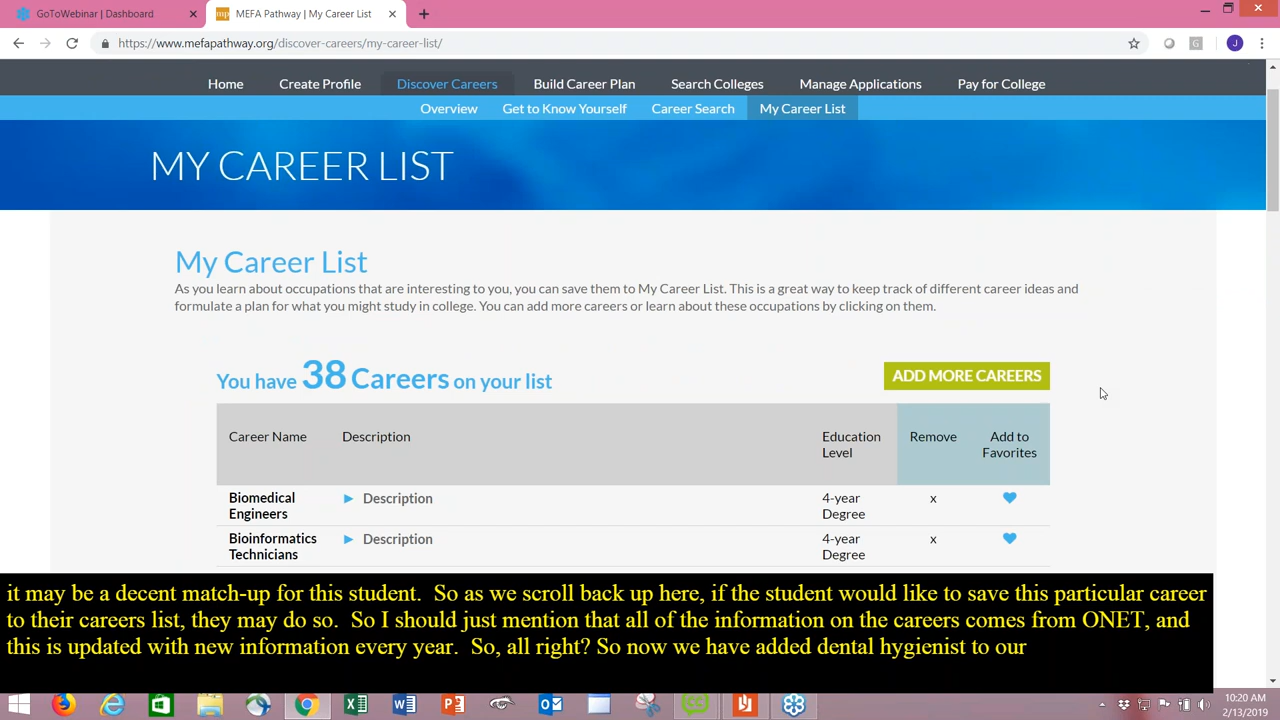 GoToWebinar | Dashboard
MEFA Pathway | My Career List
https://www.mefapathway.org/discover-careers/my-career-list/
Home Create Profile Discover Careers Build Career Plan Search Colleges Manage Applications Pay for College
Overview Get to Know Yourself Career Search My Career List
MY CAREER LIST
My Career List
As you learn about occupations that are interesting to you, you can save them to My Career List. This is a great way to keep track of different career ideas and
formulate a plan for what you might study in college. You can add more careers or learn about these occupations by clicking on them.
You have 38 Careers on your list
ADD MORE CAREERS
Career Name Description Education Level Remove Add to Favorites
Biomedical Engineers Description 4-year Degree x
Bioinformatics Technicians Description 4-year Degree x
it may be a decent match-up for this student. So as we scroll back up here, if the student would like to save this particular career
to their careers list, they may do so. So I should just mention that all of the information on the careers comes from ONET, and
this is updated with new information every year. So, all right? So now we have added dental hygienist to our
10:20 AM
2/13/2019